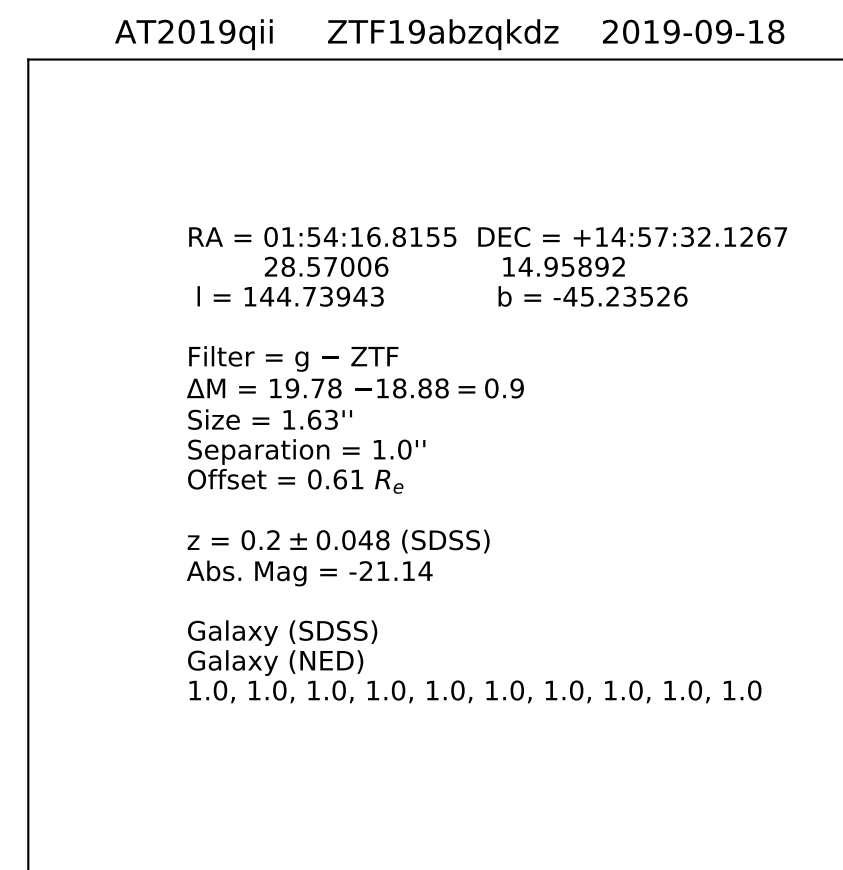 AT2019qii ZTF19abzqkdz 2019-09-18
RA = 01:54:16.8155 DEC = +14:57:32.1267
28.57006 14.95892
l = 144.73943 b = -45.23526
Filter = g − ZTF
ΔM = 19.78 −18.88 = 0.9
Size = 1.63''
Separation = 1.0''
Offset = 0.61 Re
z = 0.2 ± 0.048 (SDSS)
Abs. Mag = -21.14
Galaxy (SDSS)
Galaxy (NED)
1.0, 1.0, 1.0, 1.0, 1.0, 1.0, 1.0, 1.0, 1.0, 1.0